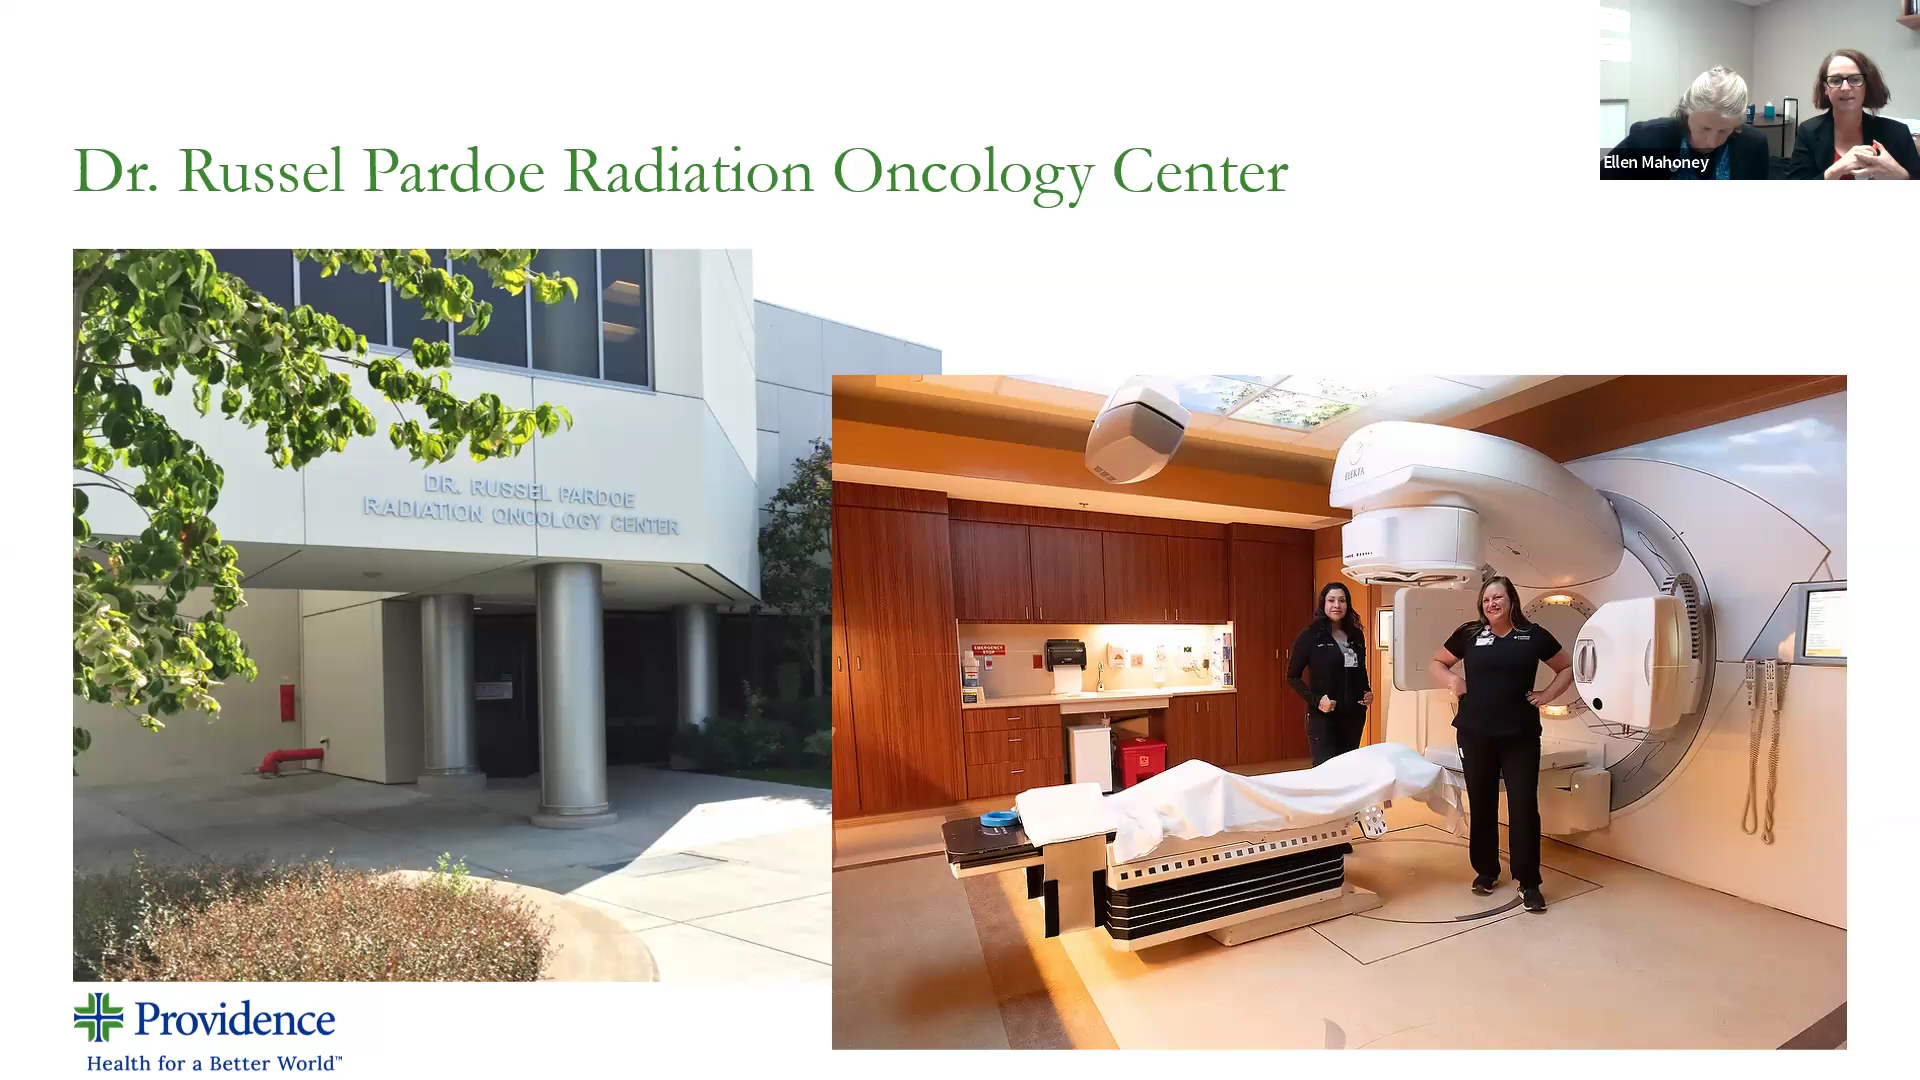 Dr. Russel Pardoe Radiation Oncology Center
Ellen Mahoney
DR. RUSSEL PARDOE
RADIATION ONCOLOGY CENTER
ELEKTA
EMERGENCY
STOP
Providence
Health for a Better World™